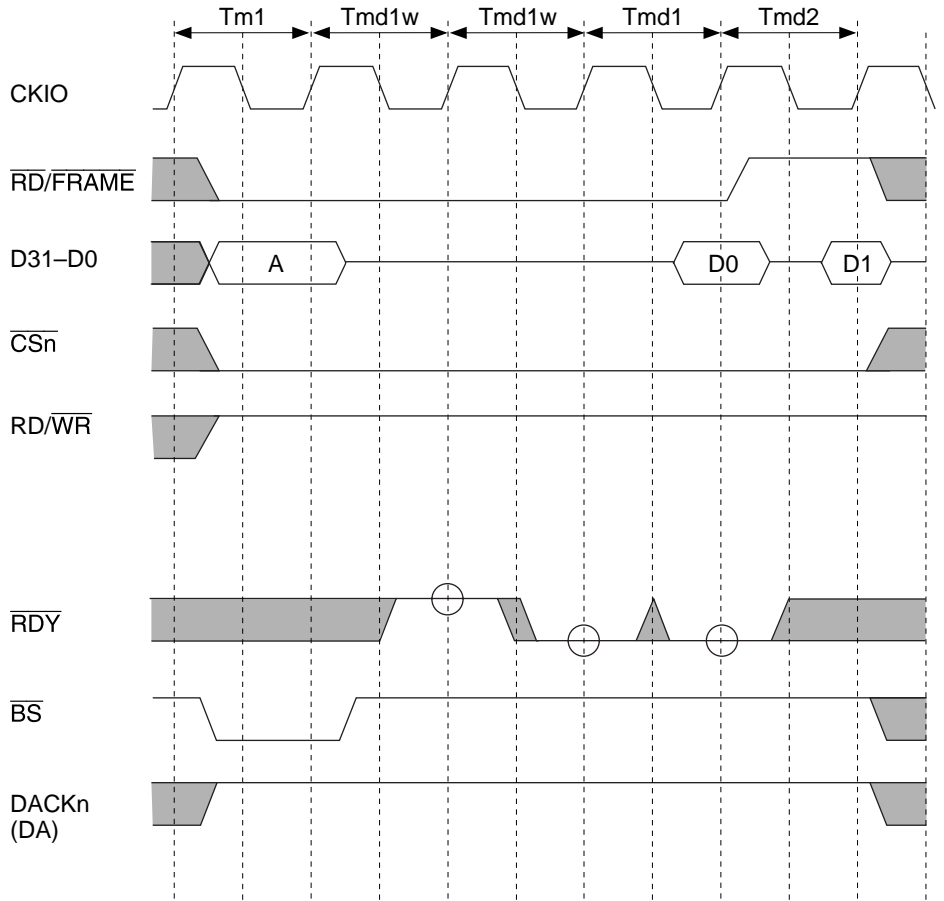 Tm1 Tmd1w Tmd1w Tmd1 Tmd2
CKIO
RD/FRAME
D31–D0 A D0 D1
CSn
RD/WR
RDY
BS
DACKn
(DA)